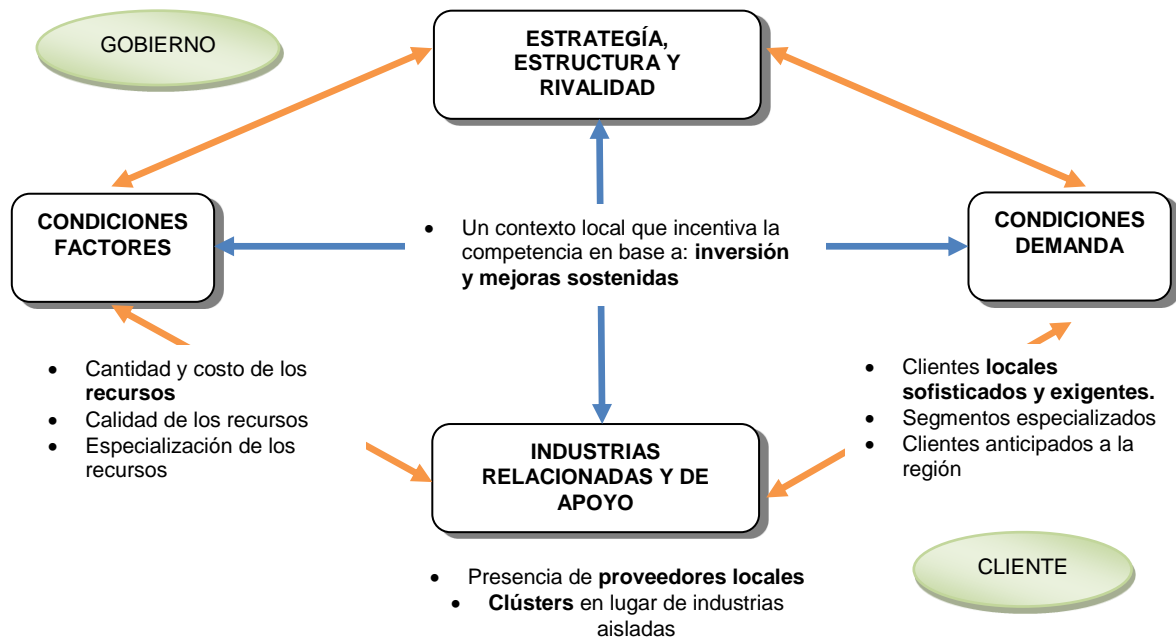 GOBIERNO
ESTRATEGÍA,
ESTRUCTURA Y
RIVALIDAD
CONDICIONES
FACTORES
• Un contexto local que incentiva la
competencia en base a: inversión
y mejoras sostenidas
CONDICIONES
DEMANDA
• Cantidad y costo de los
recursos
• Calidad de los recursos
• Especialización de los
recursos
• Clientes locales
sofisticados y exigentes.
• Segmentos especializados
• Clientes anticipados a la
región
INDUSTRIAS
RELACIONADAS Y DE
APOYO
• Presencia de proveedores locales
• Clústers en lugar de industrias
aisladas
CLIENTE